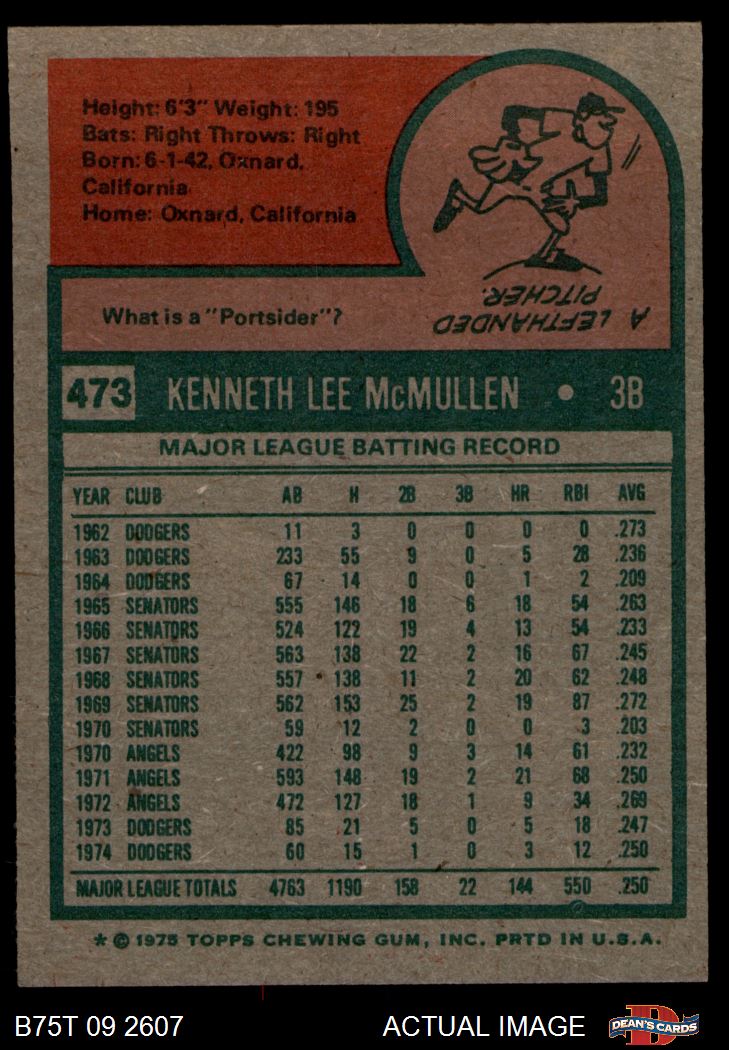 Height: 6'3" Weight: 195
Bats: Right Throws: Right
Born: 6-1-42, Oxnard,
California
Home: Oxnard, California
What is a "Portsider"?
A LEFTHANDED
PITCHER.
473 KENNETH LEE McMULLEN • 3B
MAJOR LEAGUE BATTING RECORD
YEAR CLUB AB H 2B 3B HR RBI AVG
1962 DODGERS 11 3 0 0 0 0 .273
1963 DODGERS 233 55 9 0 5 28 .236
1964 DODGERS 67 14 0 0 1 2 .209
1965 SENATORS 555 146 18 6 18 54 .263
1966 SENATORS 524 122 19 4 13 54 .233
1967 SENATORS 563 138 22 2 16 67 .245
1968 SENATORS 557 138 11 2 20 62 .248
1969 SENATORS 562 153 25 2 19 87 .272
1970 SENATORS 59 12 2 0 0 3 .203
1970 ANGELS 422 98 9 3 14 61 .232
1971 ANGELS 593 148 19 2 21 68 .250
1972 ANGELS 472 127 18 1 9 34 .269
1973 DODGERS 85 21 5 0 5 18 .247
1974 DODGERS 60 15 1 0 3 12 .250
MAJOR LEAGUE TOTALS 4763 1190 158 22 144 550 .250
* © 1975 TOPPS CHEWING GUM, INC. PRTD IN U.S.A.
B75T 09 2607 ACTUAL IMAGE D DEAN'S CARDS